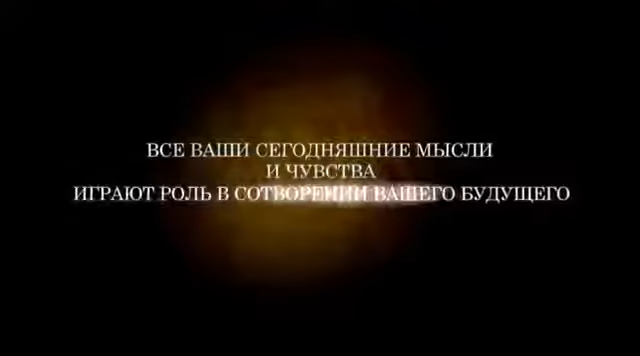 ВСЕ ВАШИ СЕГОДНЯШНИЕ МЫСЛИ
И ЧУВСТВА
ИГРАЮТ РОЛЬ В СОТВОРЕНИИ ВАШЕГО БУДУЩЕГО